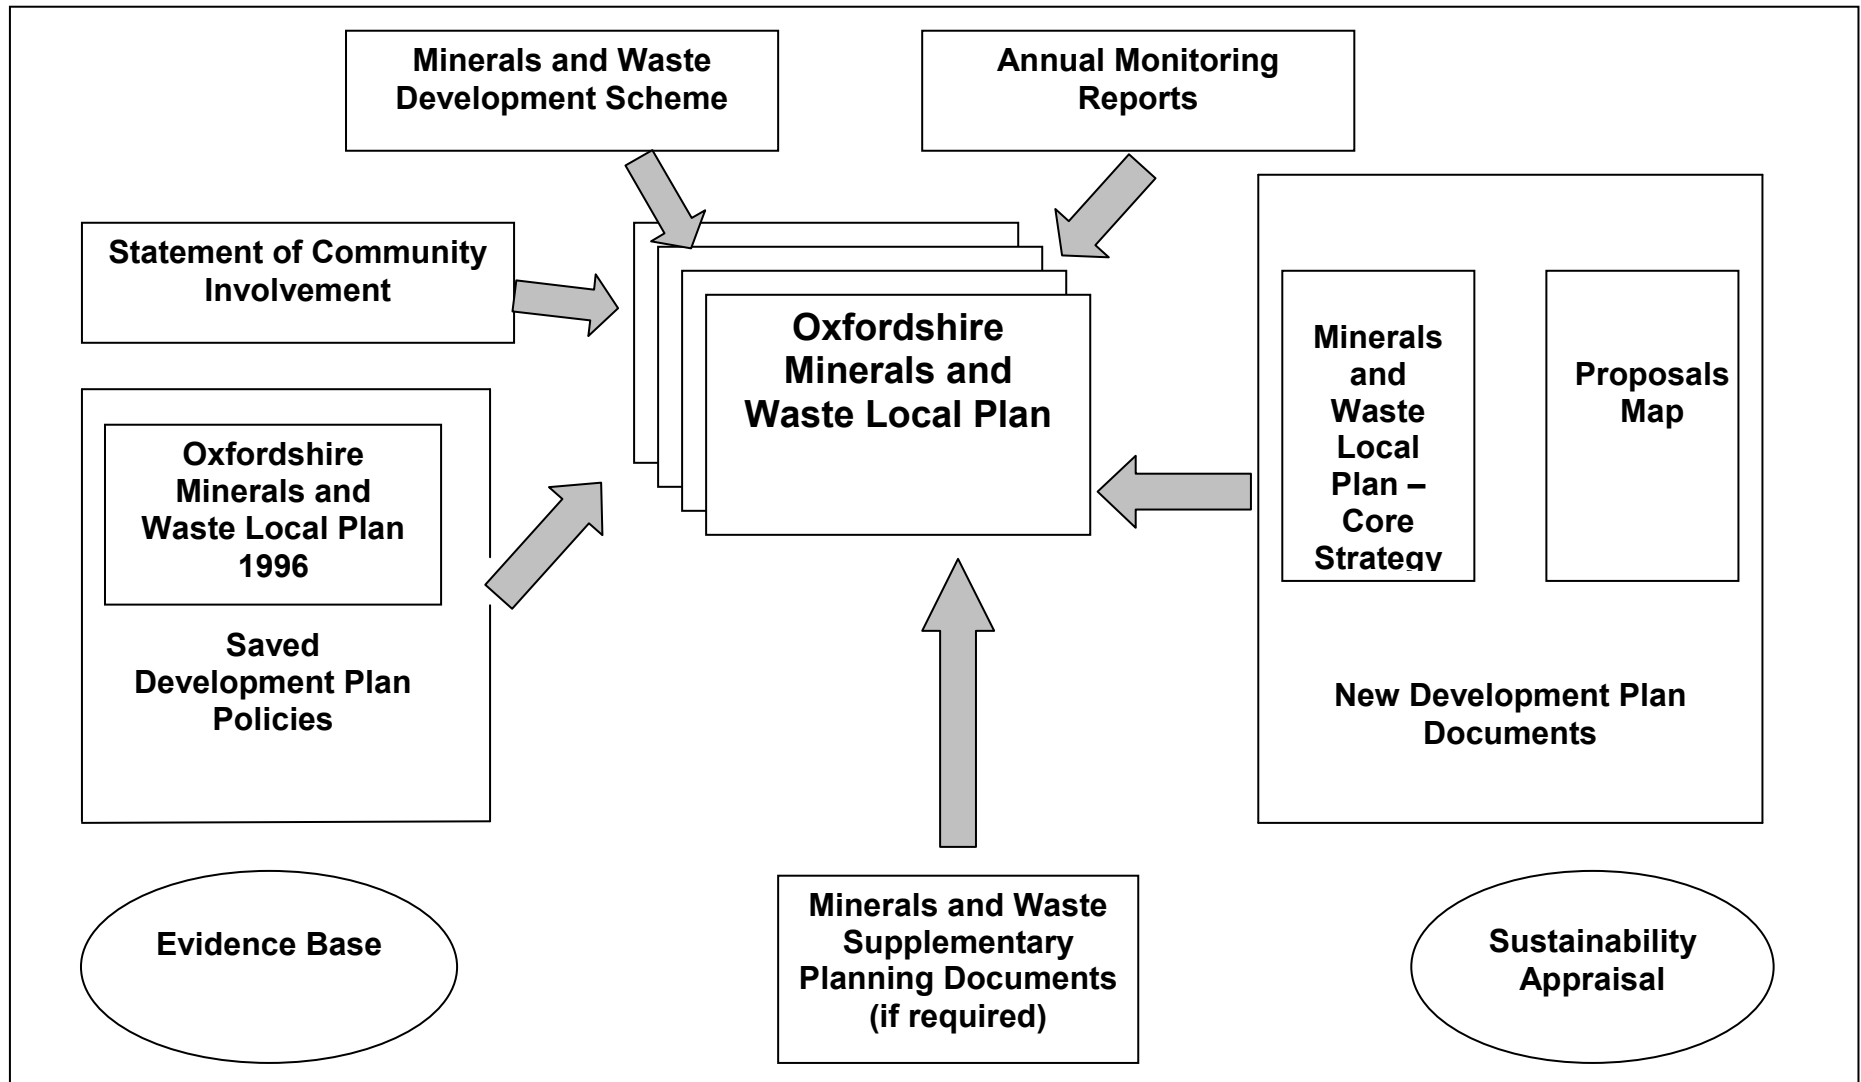 Minerals and Waste
Development Scheme
Annual Monitoring
Reports
Statement of Community
Involvement
Oxfordshire
Minerals and
Waste Local Plan
Minerals
and
Waste
Local
Plan –
Core
Strategy
Proposals
Map
New Development Plan
Documents
Oxfordshire
Minerals and
Waste Local Plan
1996
Saved
Development Plan
Policies
Evidence Base
Minerals and Waste
Supplementary
Planning Documents
(if required)
Sustainability
Appraisal